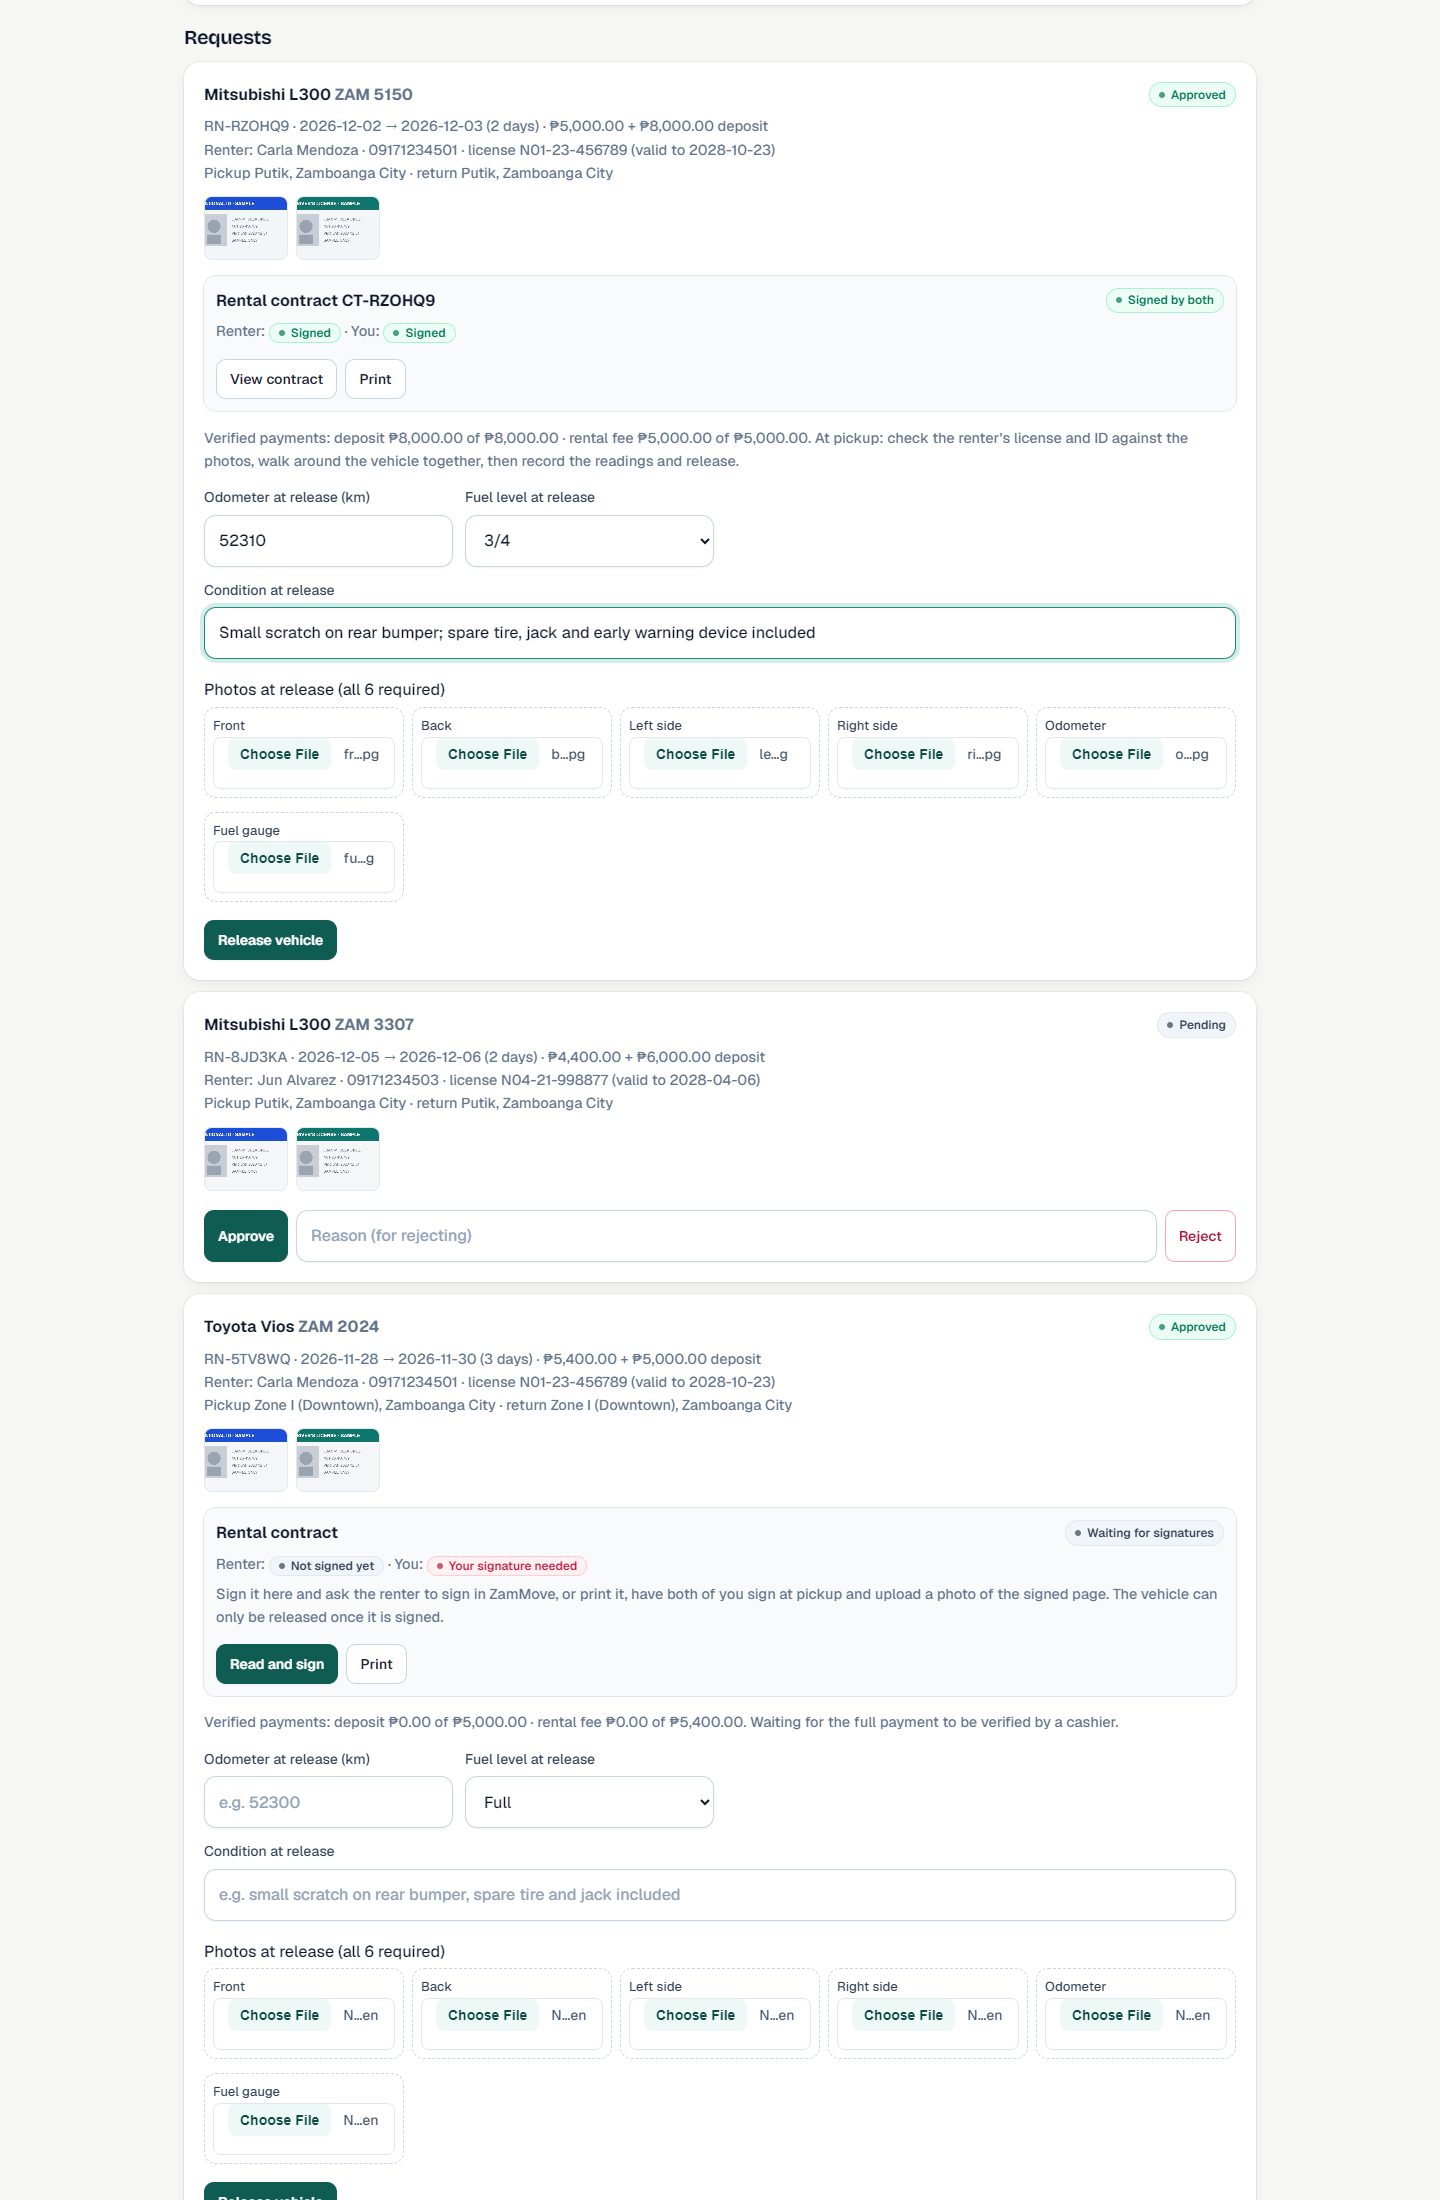 Requests
Mitsubishi L300 ZAM 5150
Approved
RN-RZOHQ9 · 2026-12-02 → 2026-12-03 (2 days) · ₱5,000.00 + ₱8,000.00 deposit
Renter: Carla Mendoza · 09171234501 · license N01-23-456789 (valid to 2028-10-23)
Pickup Putik, Zamboanga City · return Putik, Zamboanga City
Rental contract CT-RZOHQ9
Signed by both
Renter: Signed · You: Signed
View contract Print
Verified payments: deposit ₱8,000.00 of ₱8,000.00 · rental fee ₱5,000.00 of ₱5,000.00. At pickup: check the renter's license and ID against the
photos, walk around the vehicle together, then record the readings and release.
Odometer at release (km) Fuel level at release
52310 3/4
Condition at release
Small scratch on rear bumper; spare tire, jack and early warning device included
Photos at release (all 6 required)
Front Back Left side Right side Odometer
Choose File fr...pg Choose File b...pg Choose File le...g Choose File ri...pg Choose File o...pg
Fuel gauge
Choose File fu...g
Release vehicle
Mitsubishi L300 ZAM 3307
Pending
RN-8JD3KA · 2026-12-05 → 2026-12-06 (2 days) · ₱4,400.00 + ₱6,000.00 deposit
Renter: Jun Alvarez · 09171234503 · license N04-21-998877 (valid to 2028-04-06)
Pickup Putik, Zamboanga City · return Putik, Zamboanga City
Approve Reason (for rejecting) Reject
Toyota Vios ZAM 2024
Approved
RN-5TV8WQ · 2026-11-28 → 2026-11-30 (3 days) · ₱5,400.00 + ₱5,000.00 deposit
Renter: Carla Mendoza · 09171234501 · license N01-23-456789 (valid to 2028-10-23)
Pickup Zone I (Downtown), Zamboanga City · return Zone I (Downtown), Zamboanga City
Rental contract
Waiting for signatures
Renter: Not signed yet · You: Your signature needed
Sign it here and ask the renter to sign in ZamMove, or print it, have both of you sign at pickup and upload a photo of the signed page. The vehicle can
only be released once it is signed.
Read and sign Print
Verified payments: deposit ₱0.00 of ₱5,000.00 · rental fee ₱0.00 of ₱5,400.00. Waiting for the full payment to be verified by a cashier.
Odometer at release (km) Fuel level at release
e.g. 52300 Full
Condition at release
e.g. small scratch on rear bumper, spare tire and jack included
Photos at release (all 6 required)
Front Back Left side Right side Odometer
Choose File N...en Choose File N...en Choose File N...en Choose File N...en Choose File N...en
Fuel gauge
Choose File N...en
Release vehicle